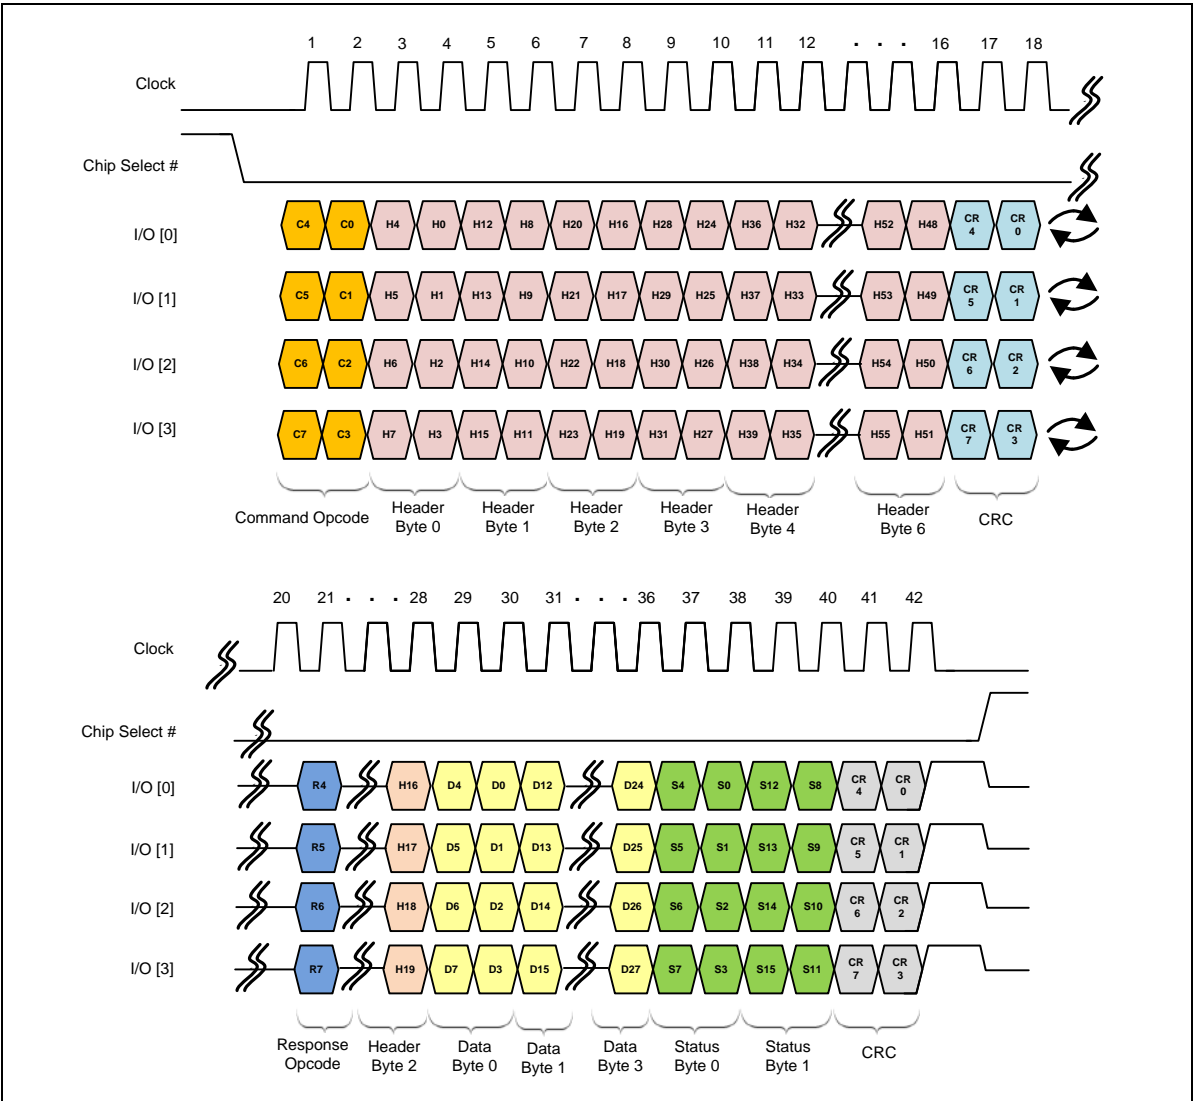 1 2 3 4 5 6 7 8 9 10 11 12 . . . 16 17 18
Clock
Chip Select #
I/O [0] C4 C0 H4 H0 H12 H8 H20 H16 H28 H24 H36 H32 H52 H48 CR 4 CR 0
I/O [1] C5 C1 H5 H1 H13 H9 H21 H17 H29 H25 H37 H33 H53 H49 CR 5 CR 1
I/O [2] C6 C2 H6 H2 H14 H10 H22 H18 H30 H26 H38 H34 H54 H50 CR 6 CR 2
I/O [3] C7 C3 H7 H3 H15 H11 H23 H19 H31 H27 H39 H35 H55 H51 CR 7 CR 3
Command Opcode
Header Byte 0
Header Byte 1
Header Byte 2
Header Byte 3
Header Byte 4
Header Byte 6
CRC
20 21 . . . 28 29 30 31 . . . 36 37 38 39 40 41 42
Clock
Chip Select #
I/O [0] R4 H16 D4 D0 D12 D24 S4 S0 S12 S8 CR 4 CR 0
I/O [1] R5 H17 D5 D1 D13 D25 S5 S1 S13 S9 CR 5 CR 1
I/O [2] R6 H18 D6 D2 D14 D26 S6 S2 S14 S10 CR 6 CR 2
I/O [3] R7 H19 D7 D3 D15 D27 S7 S3 S15 S11 CR 7 CR 3
Response Opcode
Header Byte 2
Data Byte 0
Data Byte 1
Data Byte 3
Status Byte 0
Status Byte 1
CRC